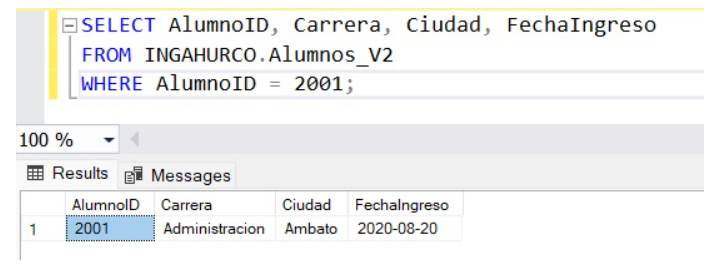 SELECT AlumnoID, Carrera, Ciudad, FechaIngreso
FROM INGAHURCO.Alumnos_V2
WHERE AlumnoID = 2001;
100 %
Results Messages
AlumnoID Carrera Ciudad FechaIngreso
1 2001 Administracion Ambato 2020-08-20